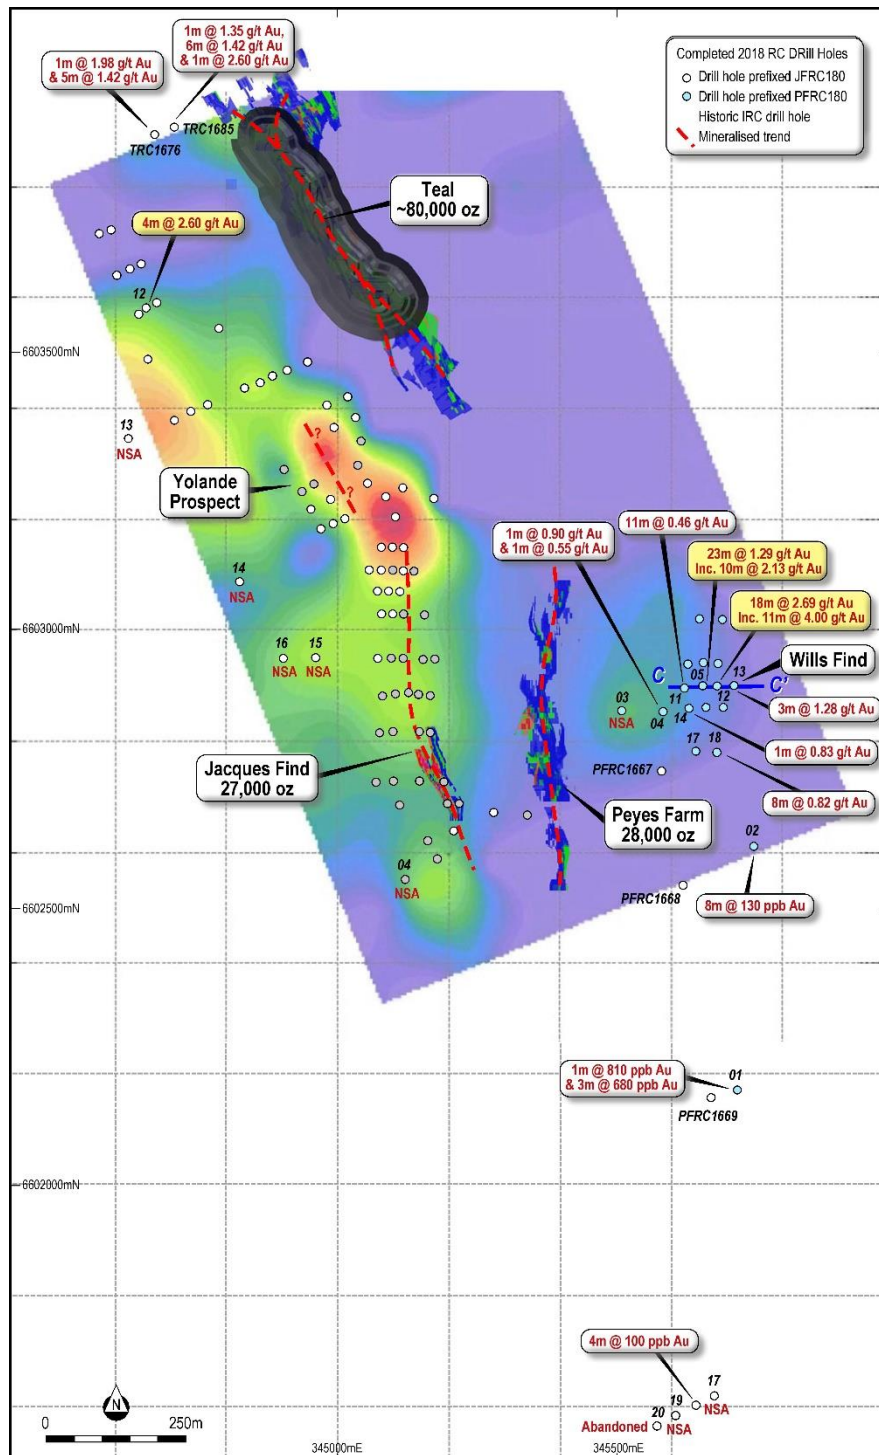 1m @ 1.35 g/t Au,
6m @ 1.42 g/t Au
& 1m @ 2.60 g/t Au
1m @ 1.98 g/t Au
& 5m @ 1.42 g/t Au
Completed 2018 RC DRill Holes
Drill hole prefixed JFRC180
Drill hole prefixed PFRC180
Historic IRC drill hole
Mineralised trend
TRC1685
TRC1676
Teal
~80,000 oz
4m @ 2.60 g/t Au
12
6603500mN
13
NSA
?
Yolande
Prospect
?
1m @ 0.90 g/t Au
& 1m @ 0.55 g/t Au
11m @ 0.46 g/t Au
23m @ 1.29 g/t Au
Inc. 10m @ 2.13 g/t Au
14
NSA
18m @ 2.69 g/t Au
Inc. 11m @ 4.00 g/t Au
6603000mN
16
15
NSA
NSA
Wills Find
C
05
13
C'
11
03
NSA
04
14
12
3m @ 1.28 g/t Au
17
18
1m @ 0.83 g/t Au
Jacques Find
27,000 oz
PFRC1667
8m @ 0.82 g/t Au
Peyes Farm
28,000 oz
02
04
NSA
PFRC1668
8m @ 130 ppb Au
6602500mN
1m @ 810 ppb Au
& 3m @ 680 ppb Au
01
PFRC1669
6602000mN
4m @ 100 ppb Au
17
NSA
19
NSA
20
Abandoned
N
0
250m
345000mE
345500mE